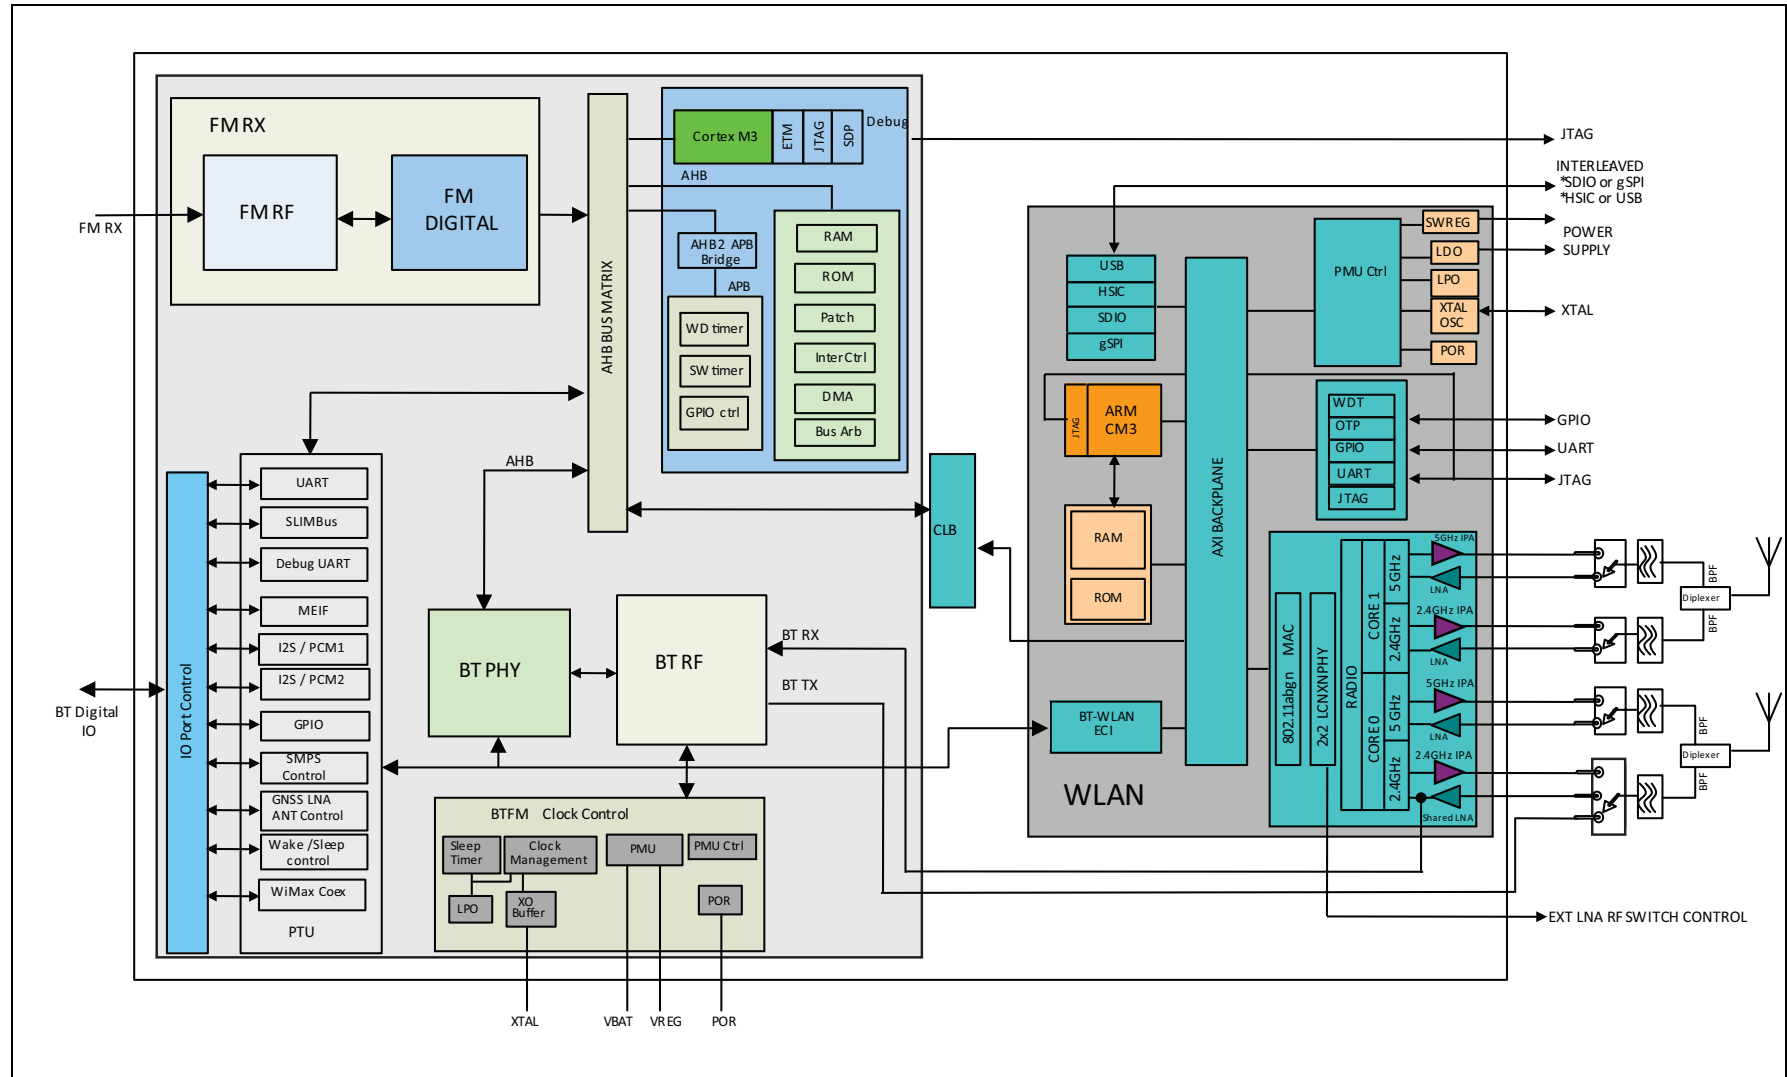 FM RX
FM RF
FM
DIGITAL
FM RX
AHB BUS MATRIX
Cortex M3
ETM
JTAG
SDP
Debug
AHB
AHB2 APB
Bridge
APB
WD timer
SW timer
GPIO ctrl
RAM
ROM
Patch
InterCtrl
DMA
Bus Arb
JTAG
INTERLEAVED
*SDIO or gSPI
*HSIC or USB
POWER
SUPPLY
XTAL
GPIO
UART
JTAG
USB
HSIC
SDIO
gSPI
AXI BACKPLANE
PMU Ctrl
SWREG
LDO
LPO
XTAL
OSC
POR
JTAG
ARM
CM3
RAM
ROM
WDT
OTP
GPIO
UART
JTAG
CLB
AHB
IO Port Control
UART
SLIMBus
Debug UART
MEIF
I2S / PCM1
I2S / PCM2
GPIO
SMPS
Control
GNSS LNA
ANT Control
Wake /Sleep
control
WiMax Coex
PTU
BT Digital
IO
BT PHY
BT RF
BT RX
BT TX
BT-WLAN
ECI
WLAN
802.11abgn MAC
2x2 LCNXNPHY
RADIO
CORE 1
CORE 0
5 GHz
2.4GHz
5 GHz
2.4GHz
5GHz IPA
LNA
2.4GHz IPA
LNA
5GHz IPA
LNA
2.4GHz IPA
Shared LNA
BPF
Diplexer
BPF
BPF
Diplexer
BPF
BTFM Clock Control
Sleep
Timer
Clock
Management
PMU
PMU Ctrl
LPO
XO
Buffer
POR
XTAL
VBAT
VREG
POR
EXT LNA RF SWITCH CONTROL